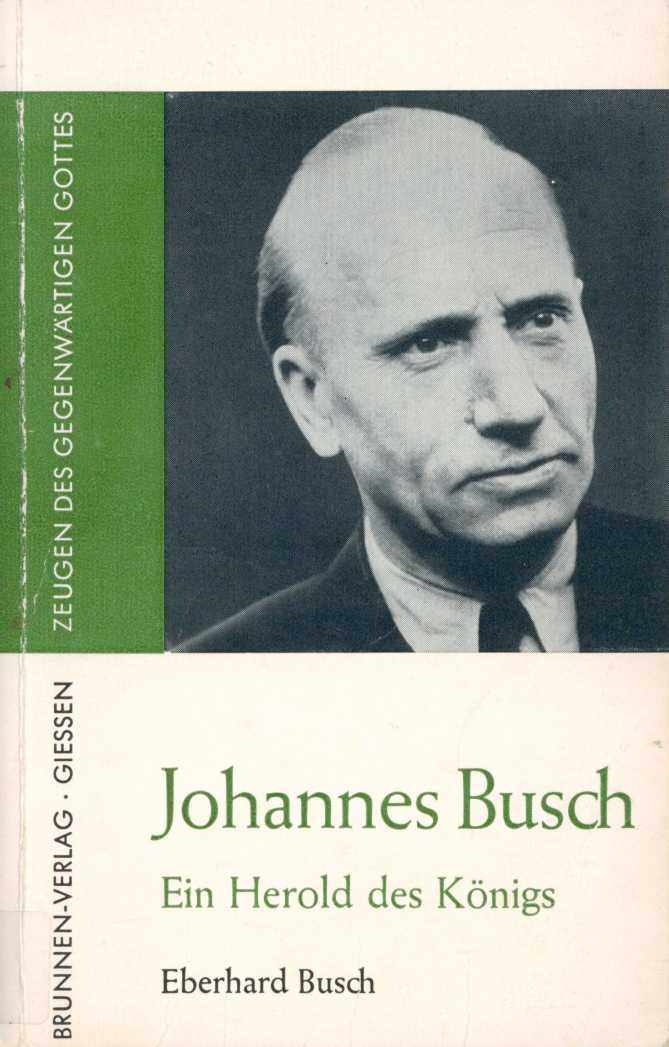 ZEUGEN DES GEGENWÄRTIGEN GOTTES
BRUNNEN-VERLAG · GIESSEN
Johannes Busch
Ein Herold des Königs
Eberhard Busch